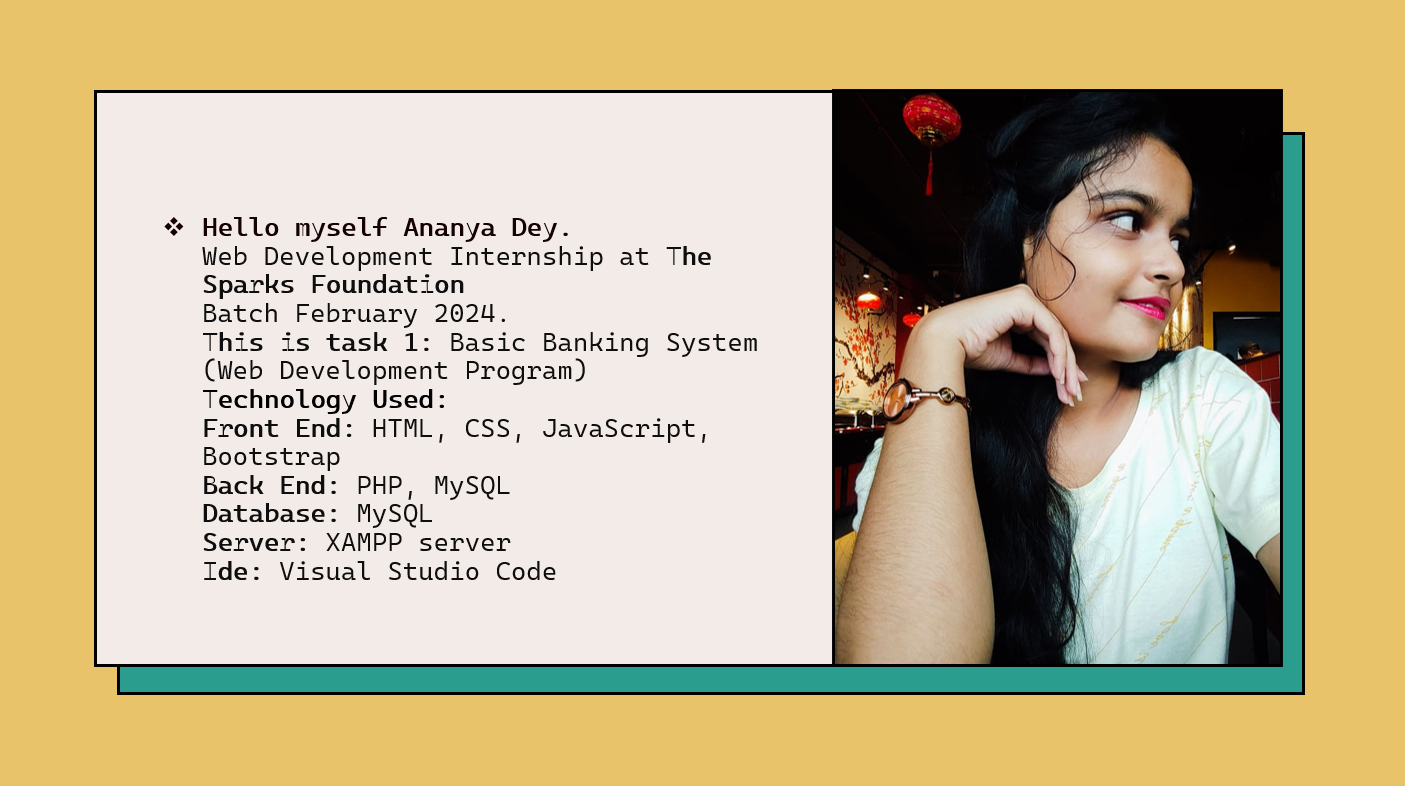 ❖ Hello myself Ananya Dey.
Web Development Internship at The
Sparks Foundation
Batch February 2024.
This is task 1: Basic Banking System
(Web Development Program)
Technology Used:
Front End: HTML, CSS, JavaScript,
Bootstrap
Back End: PHP, MySQL
Database: MySQL
Server: XAMPP server
Ide: Visual Studio Code